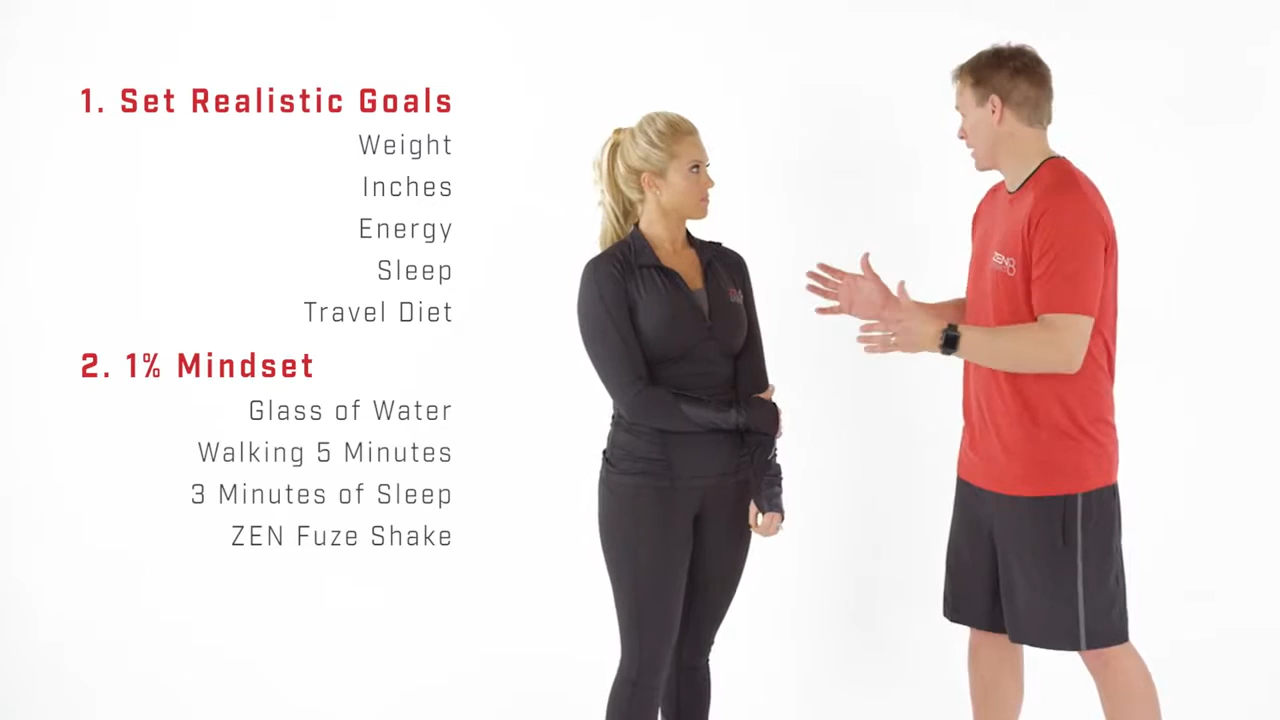 1. Set Realistic Goals
Weight
Inches
Energy
Sleep
Travel Diet
2. 1% Mindset
Glass of Water
Walking 5 Minutes
3 Minutes of Sleep
ZEN Fuze Shake
ZEN8